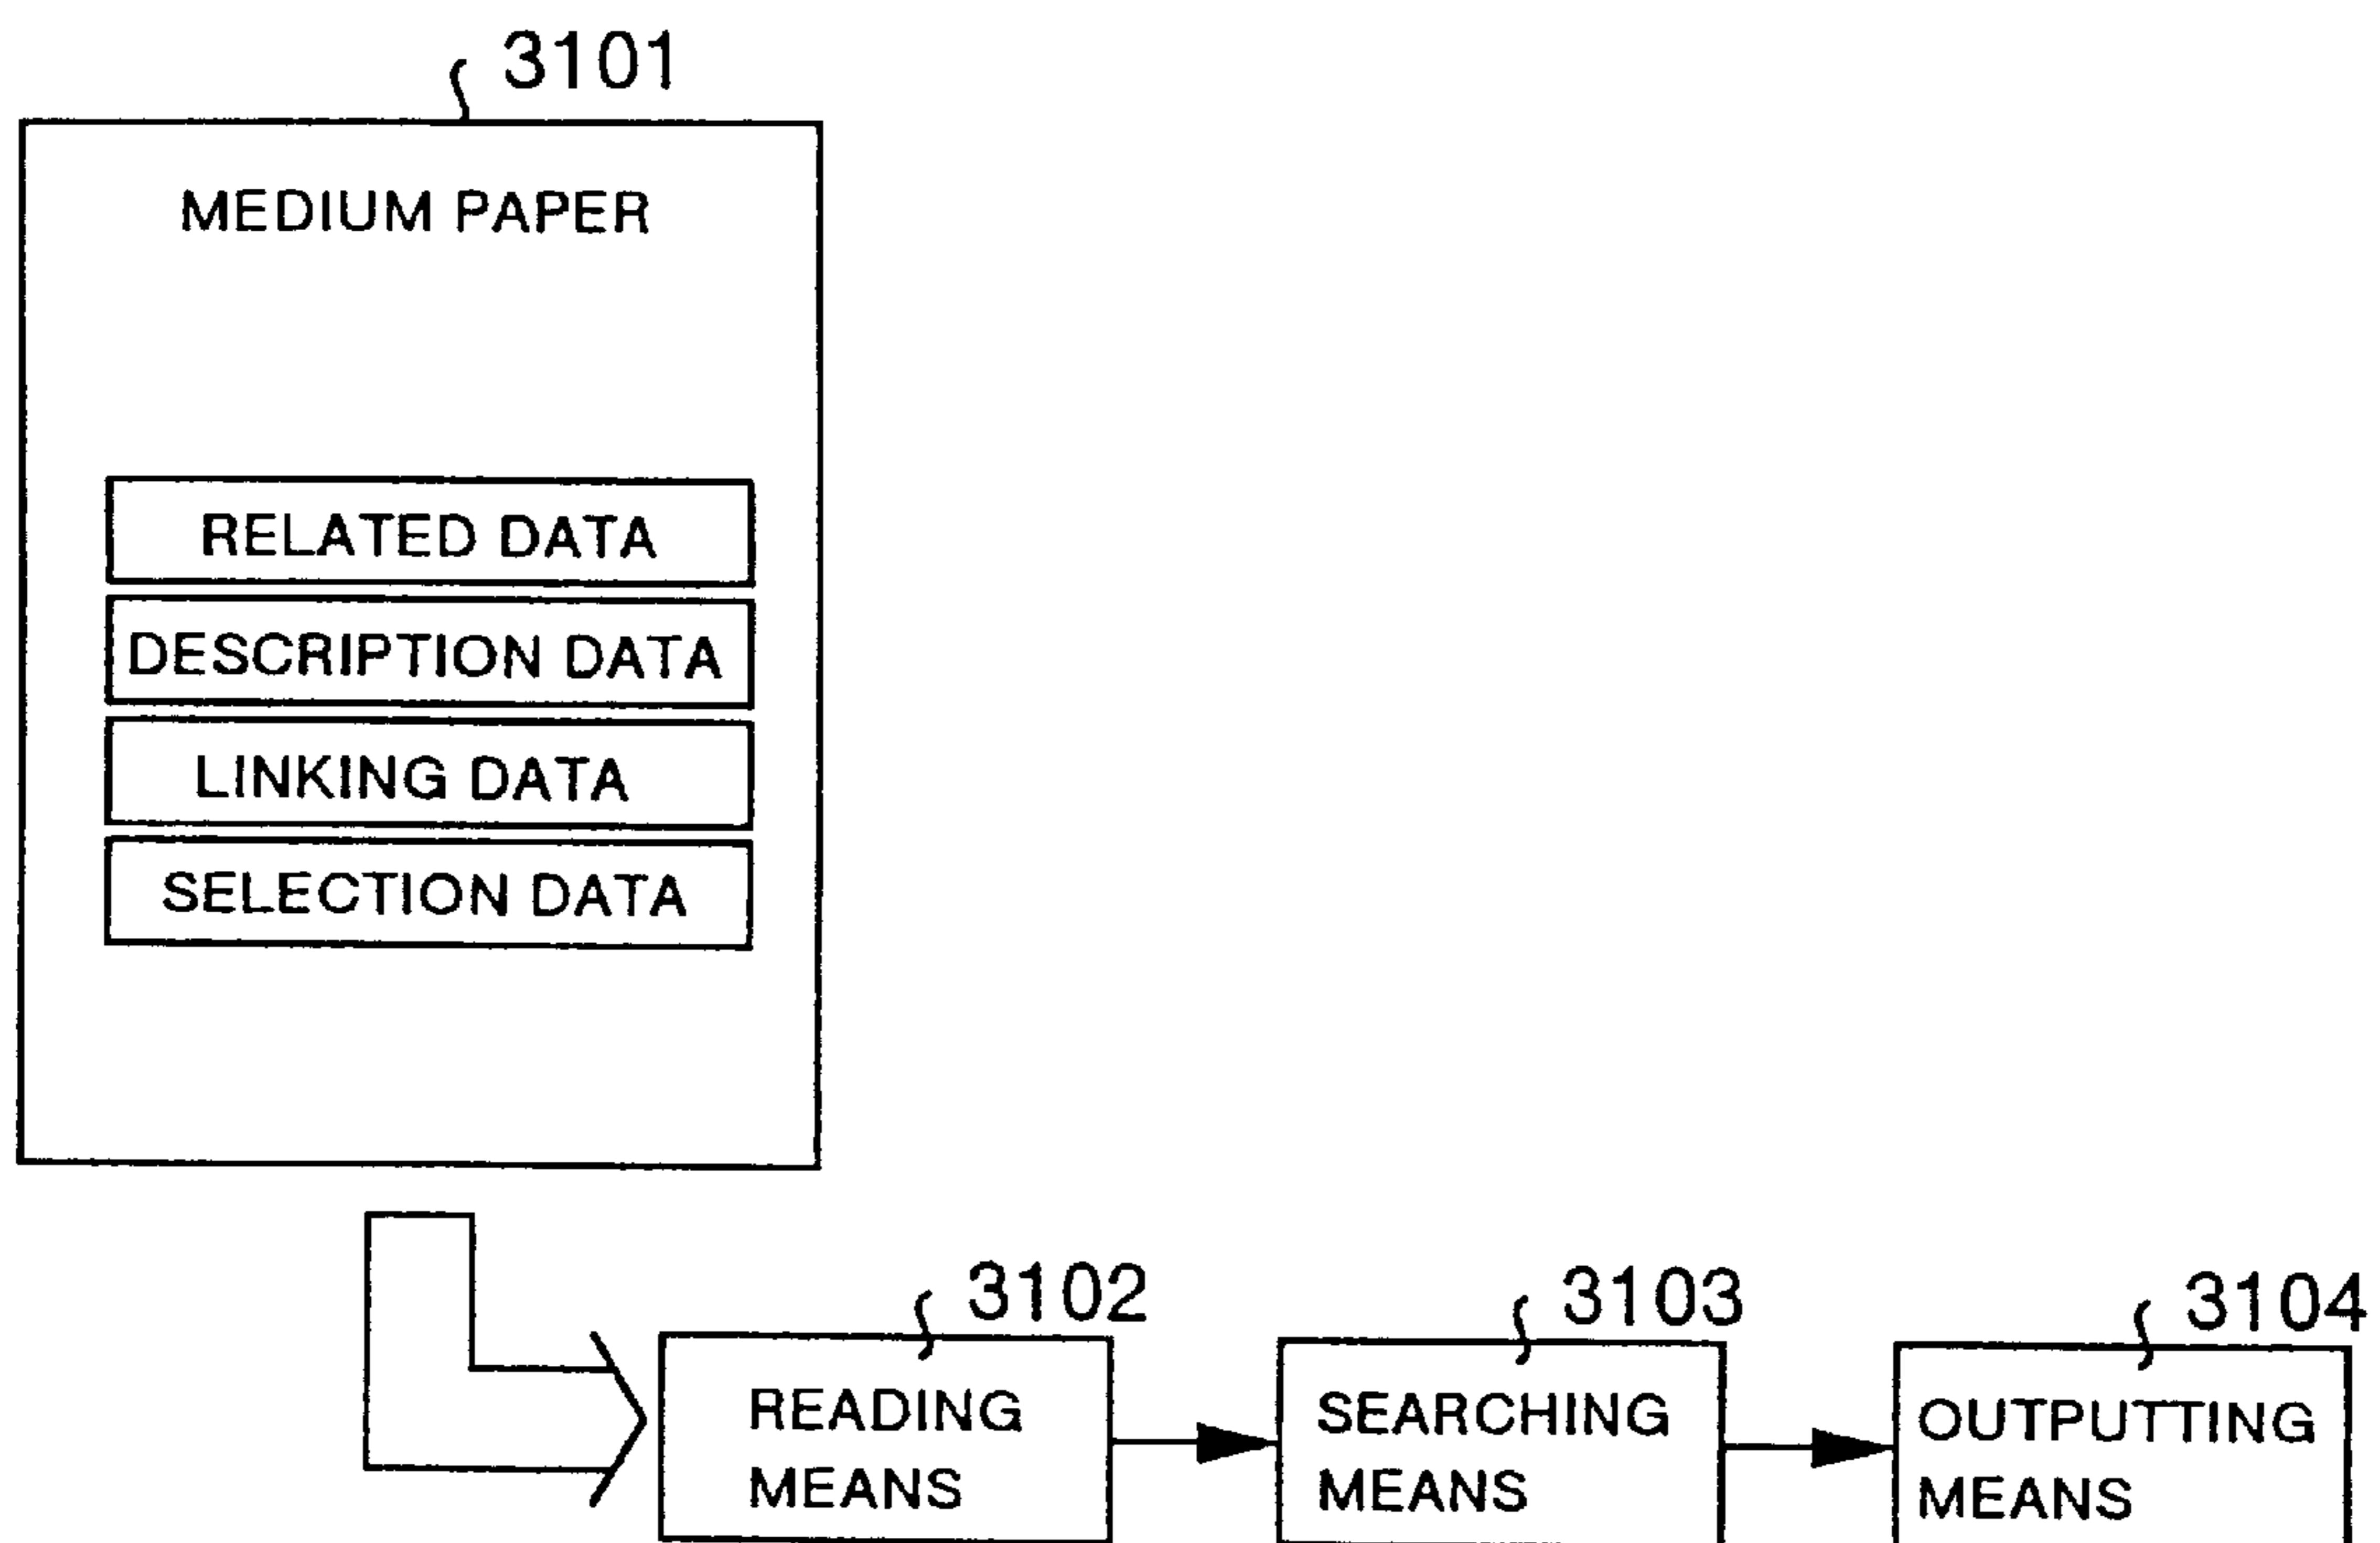 3101
MEDIUM PAPER
RELATED DATA
DESCRIPTION DATA
LINKING DATA
SELECTION DATA
3102
READING
MEANS
3103
SEARCHING
MEANS
3104
OUTPUTTING
MEANS